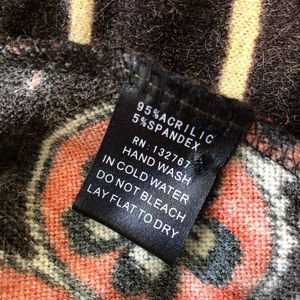 95%ACRILIC
5%SPANDEX
RN: 132767
HAND WASH
IN COLD WATER
DO NOT BLEACH
LAY FLAT TO DRY